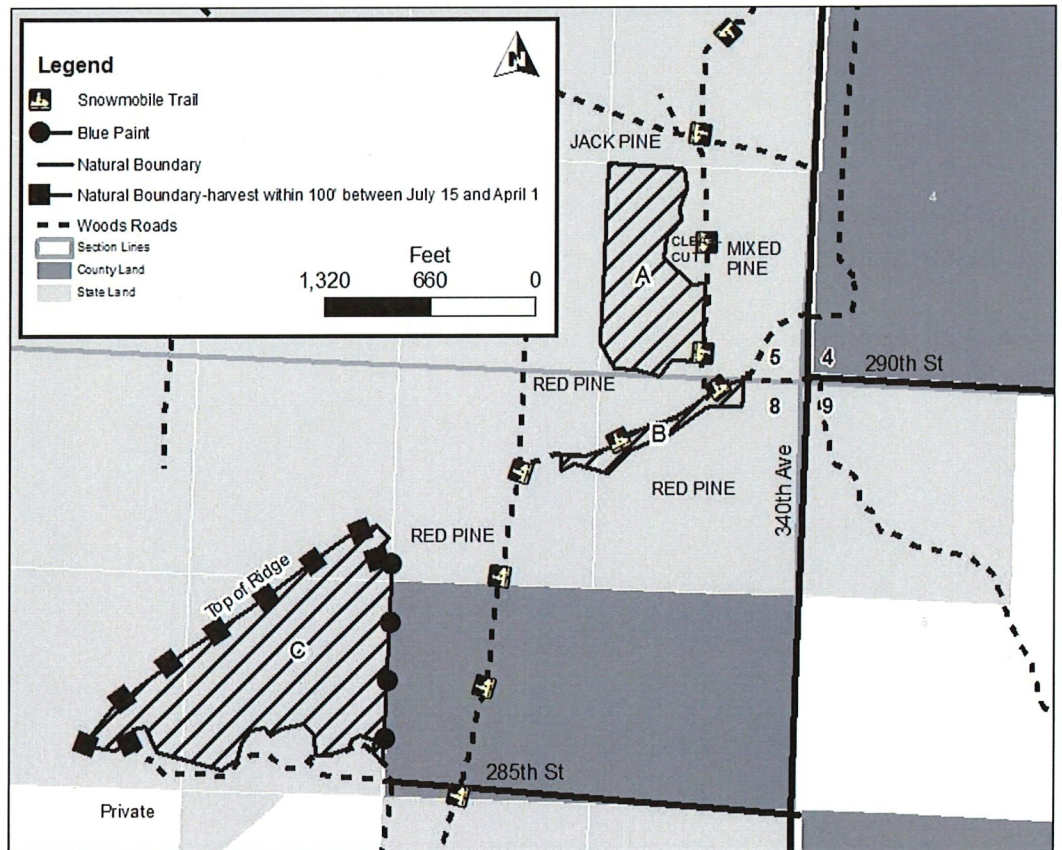 Legend
N
Snowmobile Trail
Blue Paint
Natural Boundary
Natural Boundary-harvest within 100' between July 15 and April 1
Woods Roads
Section Lines
County Land
State Land
Feet
1,320 660 0
JACK PINE
4
CLEAR
CUT
MIXED
PINE
A
5 4
290th St
RED PINE
8 9
B
RED PINE
340th Ave
RED PINE
Top of Ridge
C
285th St
Private